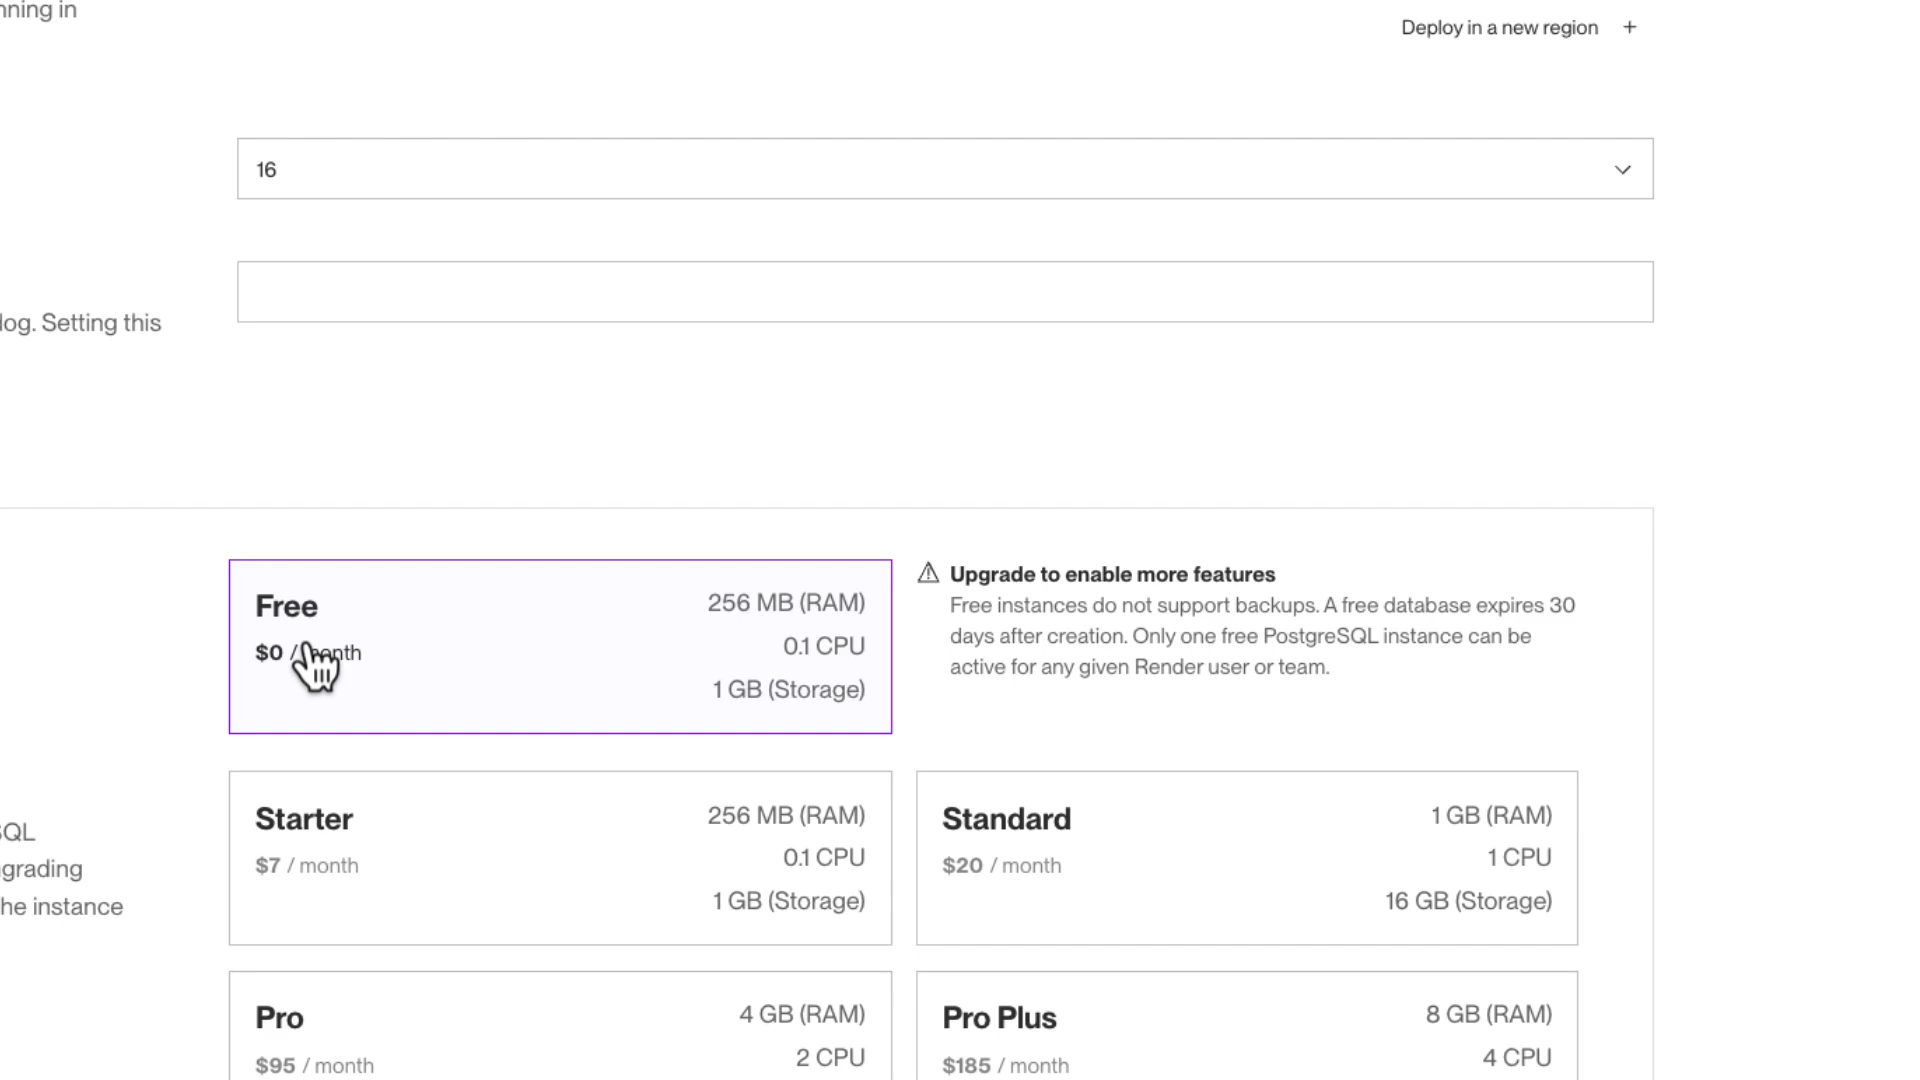 nning in
Deploy in a new region +
16
log. Setting this
Free
$0 / month
256 MB (RAM)
0.1 CPU
1 GB (Storage)
Upgrade to enable more features
Free instances do not support backups. A free database expires 30
days after creation. Only one free PostgreSQL instance can be
active for any given Render user or team.
SQL
grading
he instance
Starter
$7 / month
256 MB (RAM)
0.1 CPU
1 GB (Storage)
Standard
$20 / month
1 GB (RAM)
1 CPU
16 GB (Storage)
Pro
$95 / month
4 GB (RAM)
2 CPU
Pro Plus
$185 / month
8 GB (RAM)
4 CPU